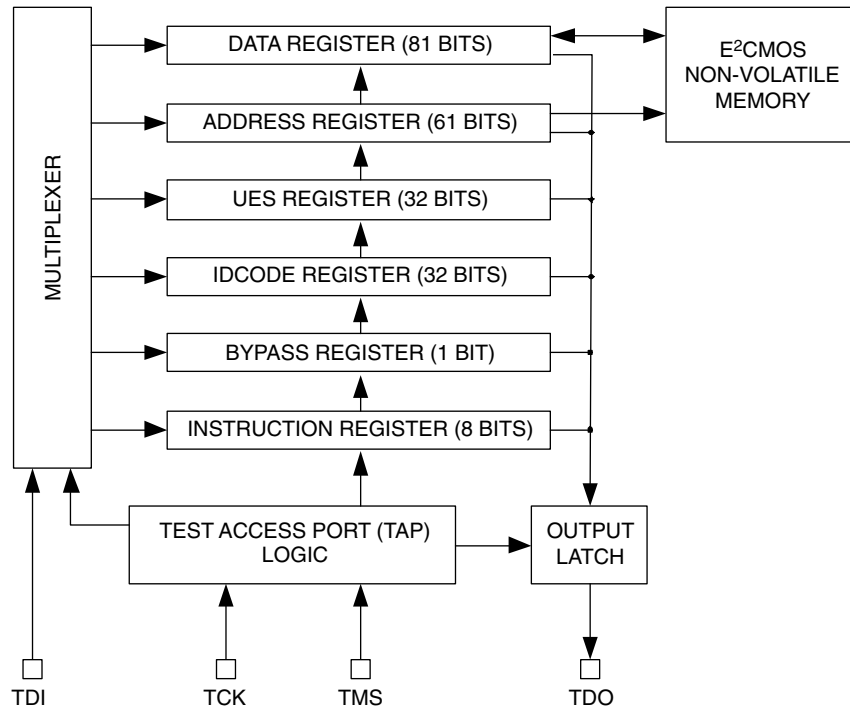 DATA REGISTER (81 BITS)
E²CMOS
NON-VOLATILE
MEMORY
ADDRESS REGISTER (61 BITS)
UES REGISTER (32 BITS)
MULTIPLEXER
IDCODE REGISTER (32 BITS)
BYPASS REGISTER (1 BIT)
INSTRUCTION REGISTER (8 BITS)
TEST ACCESS PORT (TAP)
LOGIC
OUTPUT
LATCH
TDI
TCK
TMS
TDO